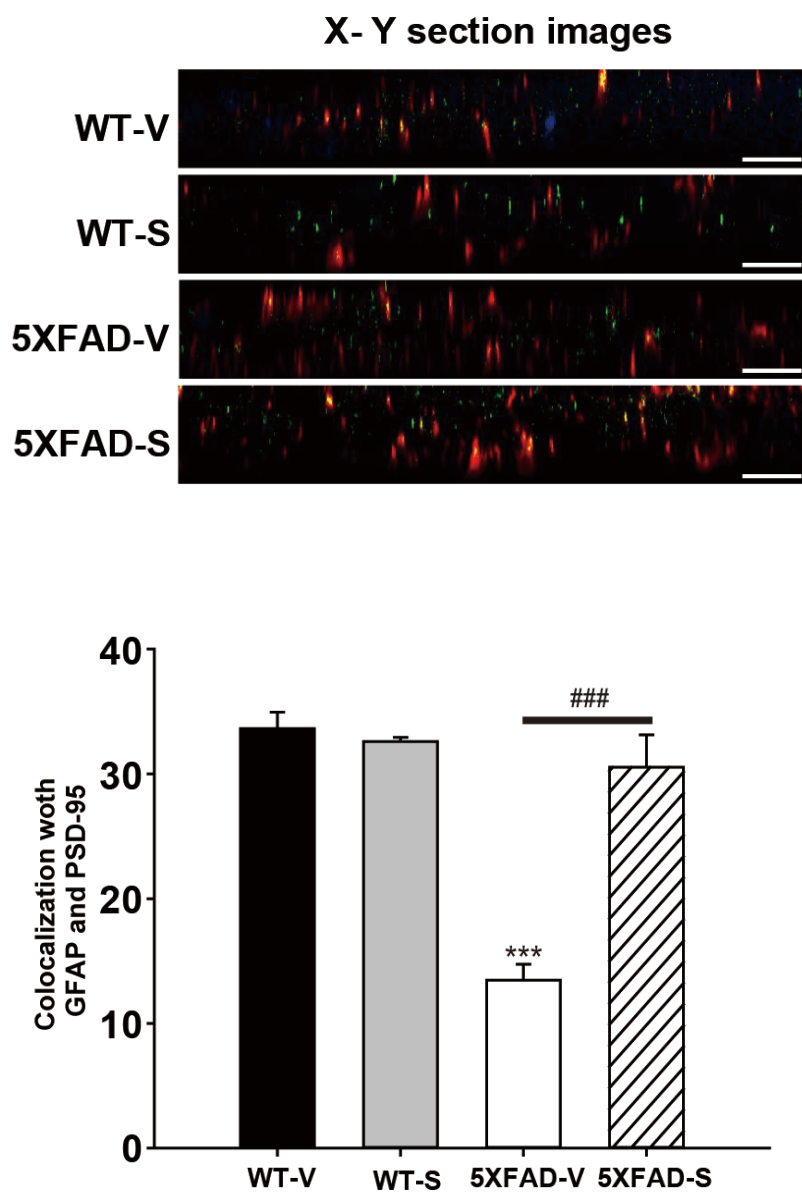 X- Y section images
WT-V
WT-S
5XFAD-V
5XFAD-S
40
30
20
10
0
Colocalization woth
GFAP and PSD-95
***
###
WT-V
WT-S
5XFAD-V
5XFAD-S